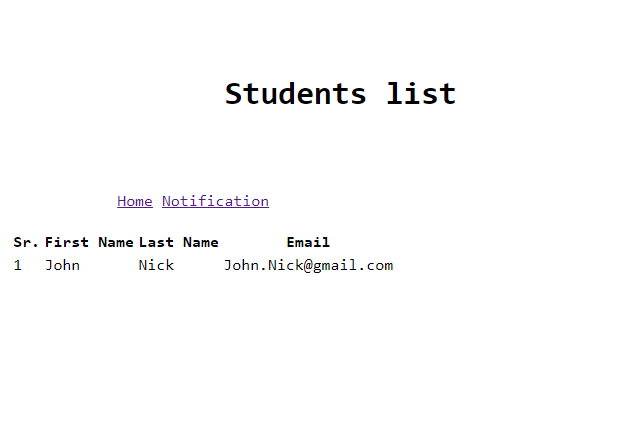 Students list
Home Notification
Sr. First Name Last Name Email
1 John Nick John.Nick@gmail.com